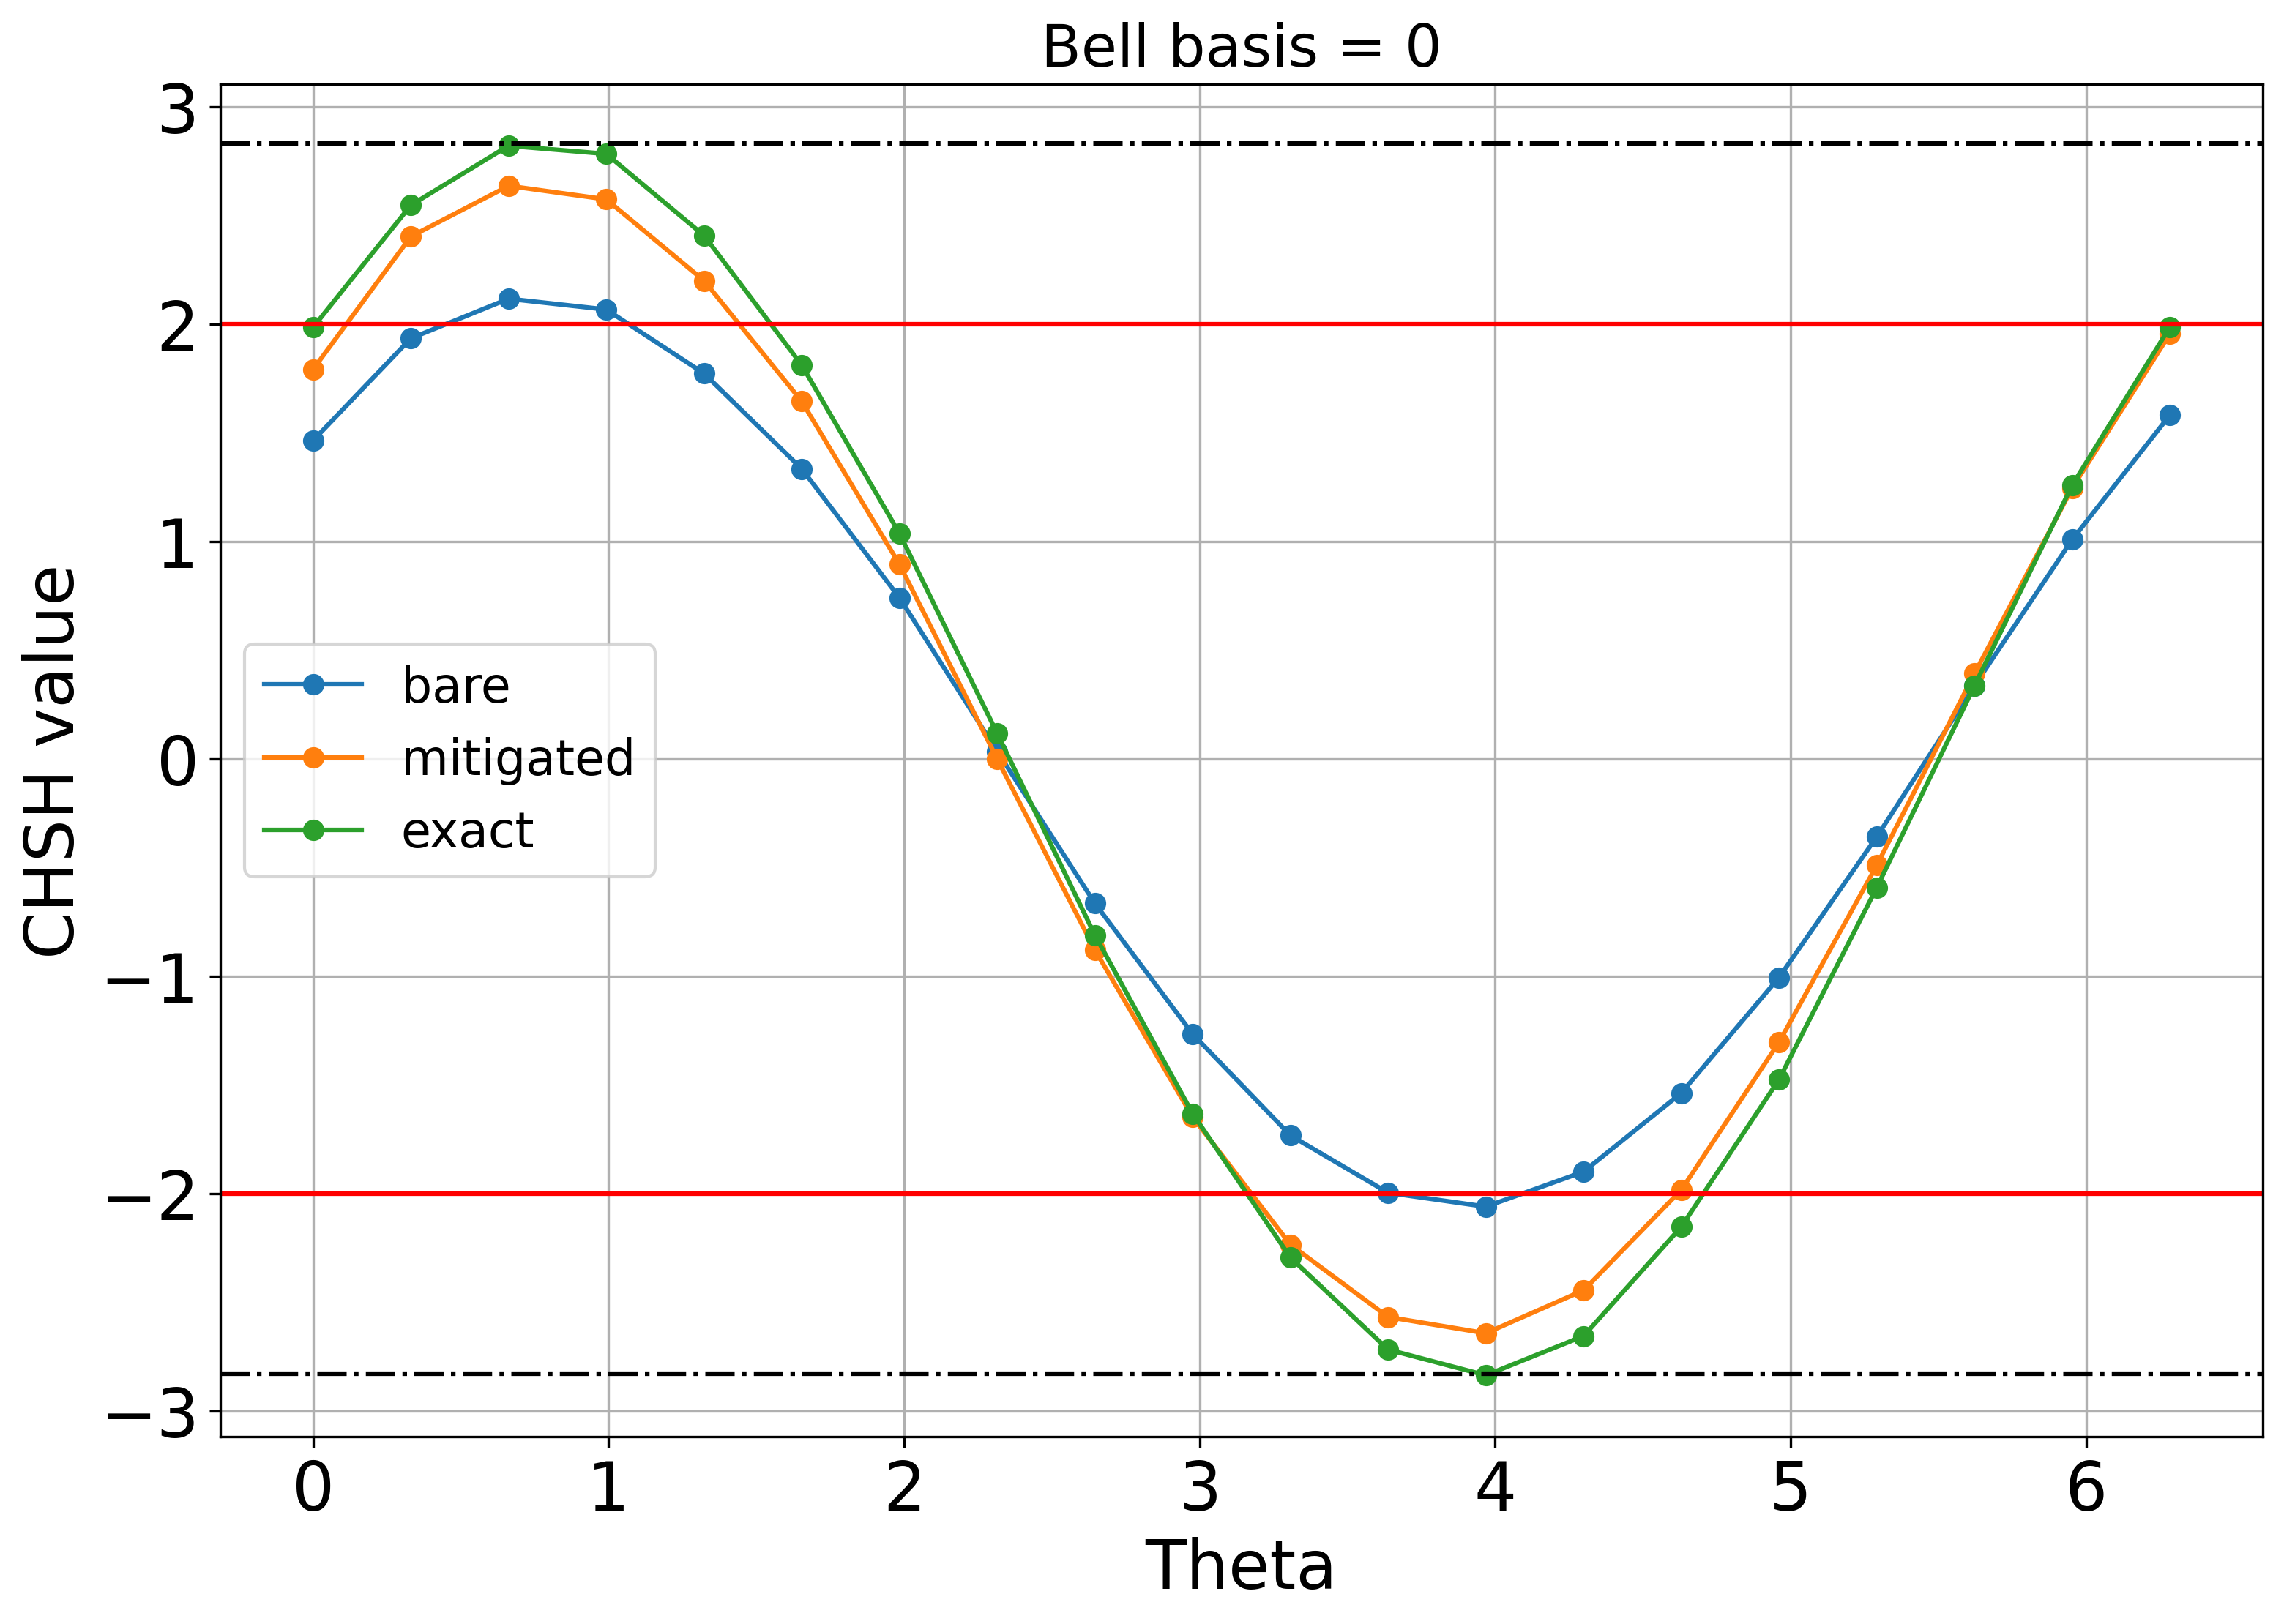 Bell basis = 0
3
2
1
0
−1
−2
−3
CHSH value
bare
mitigated
exact
0 1 2 3 4 5 6
Theta